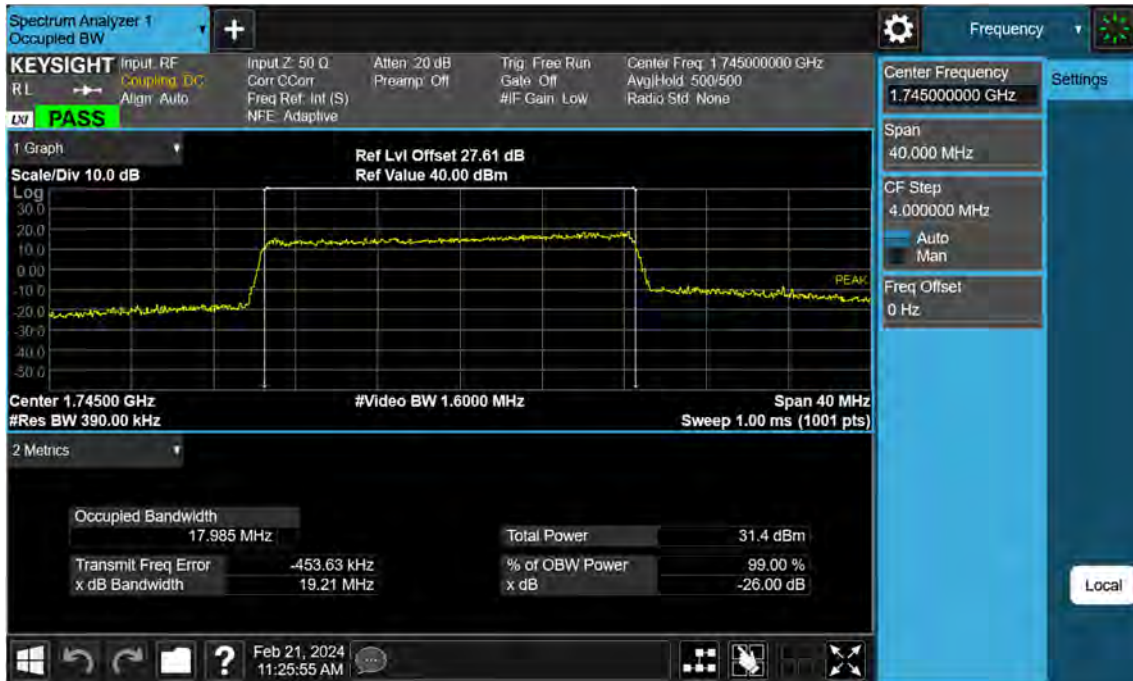 Spectrum Analyzer 1
Occupied BW
Frequency
KEYSIGHT
Input: RF
Input Z: 50 Ω
Atten: 20 dB
Trig: Free Run
Center Freq: 1.745000000 GHz
RL
Coupling: DC
Corr CCorr
Preamp: Off
Gate: Off
Avg|Hold: 500/500
Align: Auto
Freq Ref: Int (S)
#IF Gain: Low
Radio Std: None
LXI
PASS
NFE: Adaptive
Center Frequency
1.745000000 GHz
Settings
Span
40.000 MHz
CF Step
4.000000 MHz
Auto
Man
Freq Offset
0 Hz
Local
1 Graph
Ref Lvl Offset 27.61 dB
Scale/Div 10.0 dB
Ref Value 40.00 dBm
Log
30.0
20.0
10.0
0.00
-10.0
-20.0
-30.0
-40.0
-50.0
PEAK
Center 1.74500 GHz
#Video BW 1.6000 MHz
Span 40 MHz
#Res BW 390.00 kHz
Sweep 1.00 ms (1001 pts)
2 Metrics
Occupied Bandwidth
17.985 MHz
Total Power
31.4 dBm
Transmit Freq Error
-453.63 kHz
% of OBW Power
99.00 %
x dB Bandwidth
19.21 MHz
x dB
-26.00 dB
?
Feb 21, 2024
11:25:55 AM